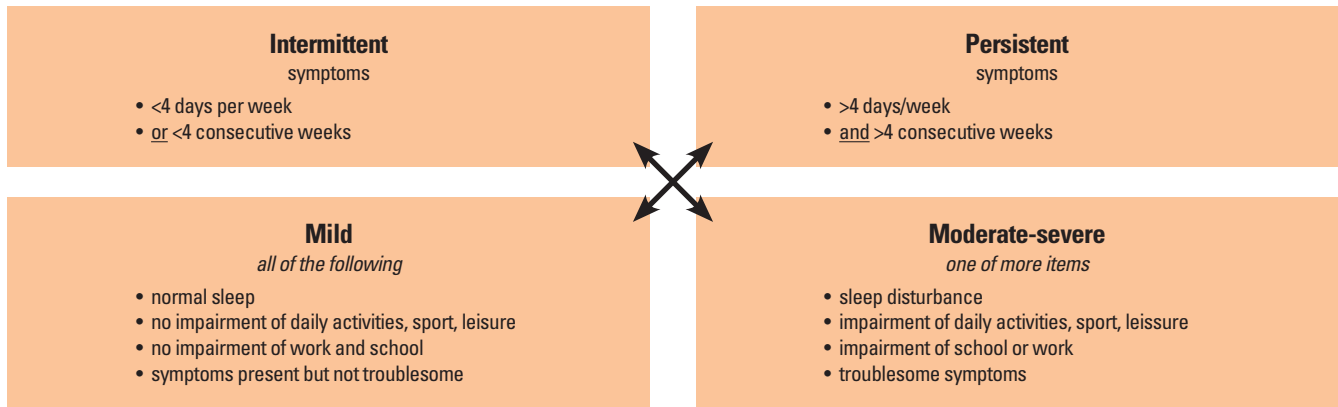 Intermittent
symptoms
• <4 days per week
• or <4 consecutive weeks
Persistent
symptoms
• >4 days/week
• and >4 consecutive weeks
Mild
all of the following
• normal sleep
• no impairment of daily activities, sport, leisure
• no impairment of work and school
• symptoms present but not troublesome
Moderate-severe
one of more items
• sleep disturbance
• impairment of daily activities, sport, leissure
• impairment of school or work
• troublesome symptoms